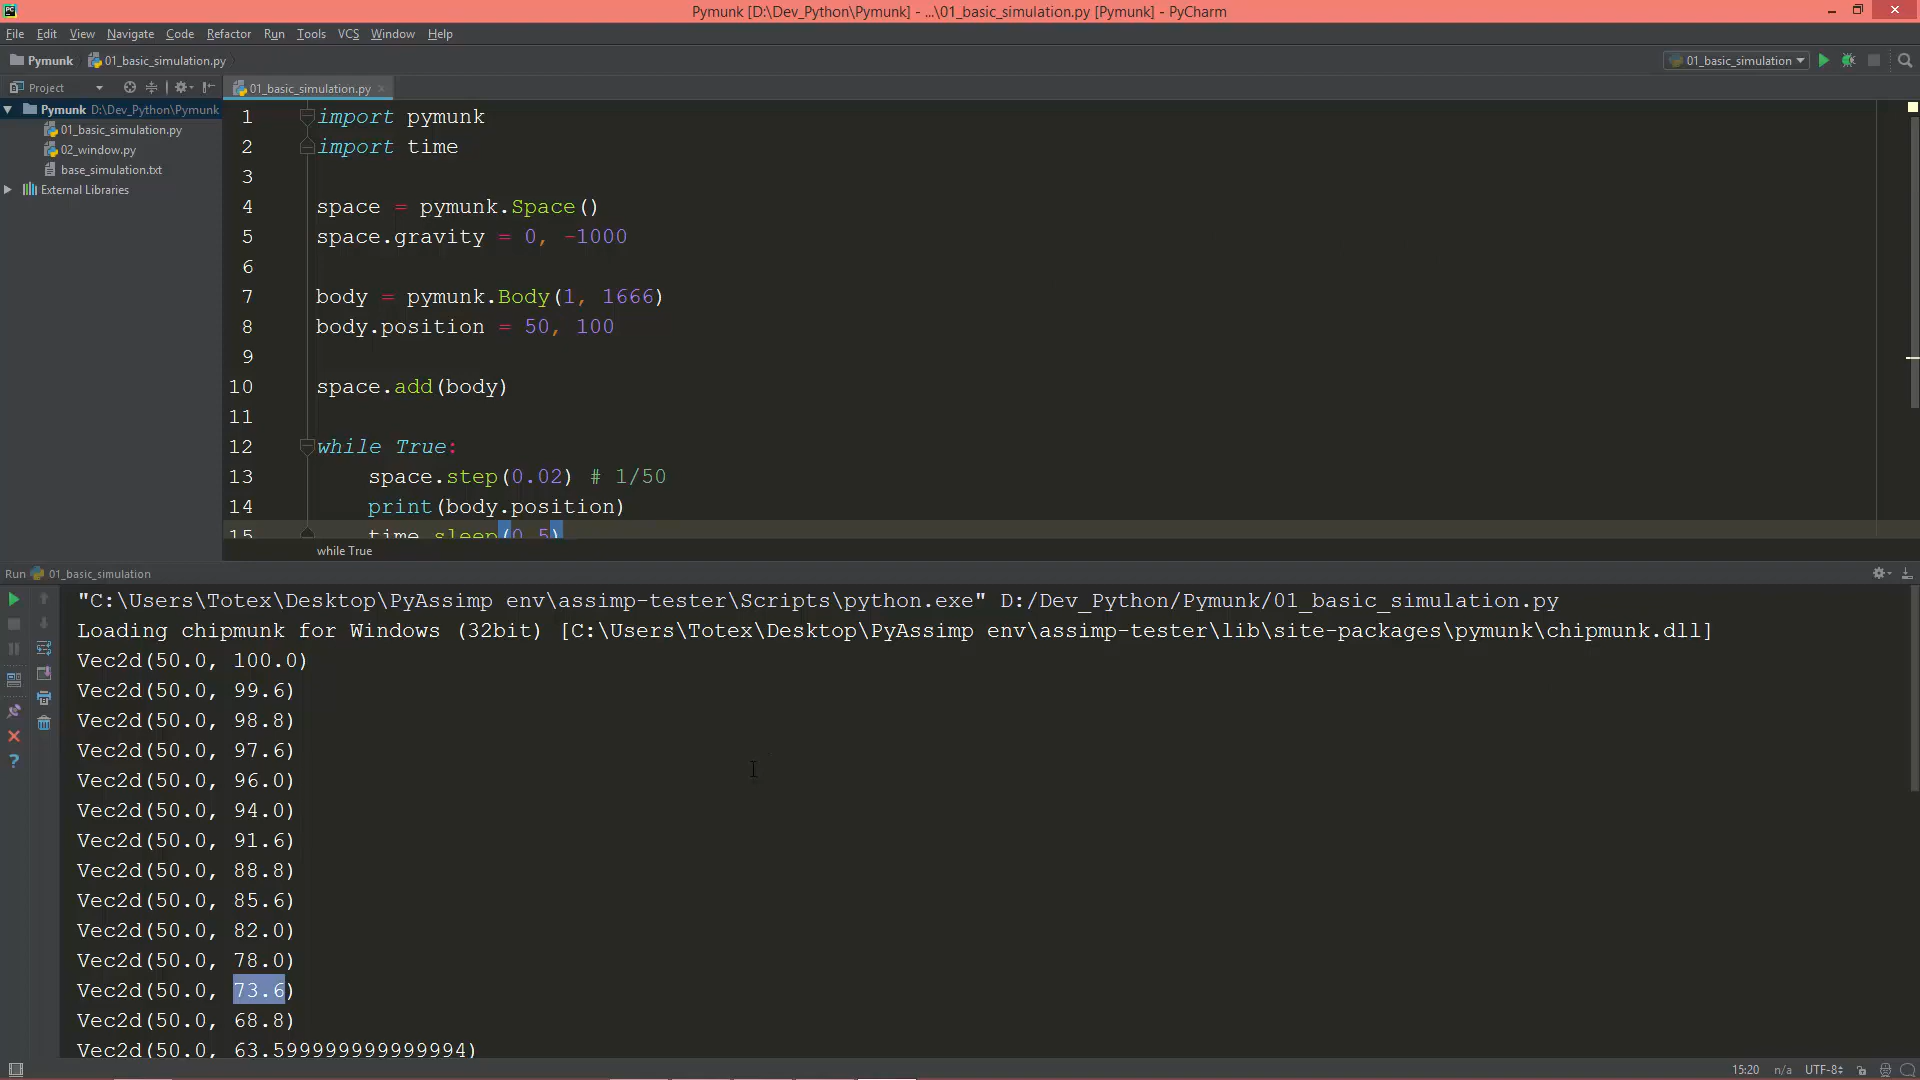 Pymunk [D:\Dev_Python\Pymunk] - ...\01_basic_simulation.py [Pymunk] - PyCharm
File Edit View Navigate Code Refactor Run Tools VCS Window Help
Pymunk 01_basic_simulation.py
01_basic_simulation
Project
01_basic_simulation.py
Pymunk D:\Dev_Python\Pymunk
01_basic_simulation.py
02_window.py
base_simulation.txt
External Libraries
1 import pymunk
2 import time
3
4 space = pymunk.Space()
5 space.gravity = 0, -1000
6
7 body = pymunk.Body(1, 1666)
8 body.position = 50, 100
9
10 space.add(body)
11
12 while True:
13 space.step(0.02) # 1/50
14 print(body.position)
15 time.sleep(0.5)
while True
Run 01_basic_simulation
"C:\Users\Totex\Desktop\PyAssimp env\assimp-tester\Scripts\python.exe" D:/Dev_Python/Pymunk/01_basic_simulation.py
Loading chipmunk for Windows (32bit) [C:\Users\Totex\Desktop\PyAssimp env\assimp-tester\lib\site-packages\pymunk\chipmunk.dll]
Vec2d(50.0, 100.0)
Vec2d(50.0, 99.6)
Vec2d(50.0, 98.8)
Vec2d(50.0, 97.6)
Vec2d(50.0, 96.0)
Vec2d(50.0, 94.0)
Vec2d(50.0, 91.6)
Vec2d(50.0, 88.8)
Vec2d(50.0, 85.6)
Vec2d(50.0, 82.0)
Vec2d(50.0, 78.0)
Vec2d(50.0, 73.6)
Vec2d(50.0, 68.8)
Vec2d(50.0, 63.599999999999994)
15:20 n/a UTF-8